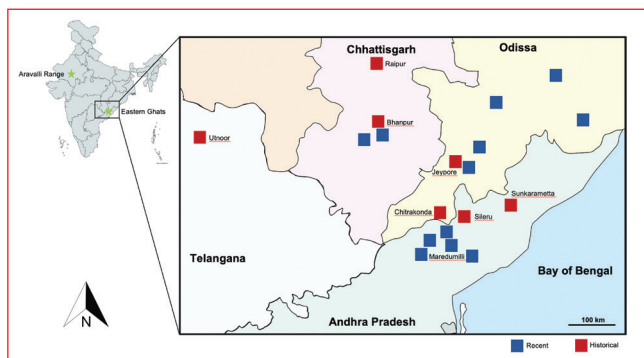 Aravalli Range
Eastern Ghats
N
Chhattisgarh
Odissa
Raipur
Bhanpur
Utnoor
Jeypore
Sunkarametta
Chitrakonda
Sileru
Telangana
Maredumilli
Bay of Bengal
Andhra Pradesh
100 km
Recent
Historical